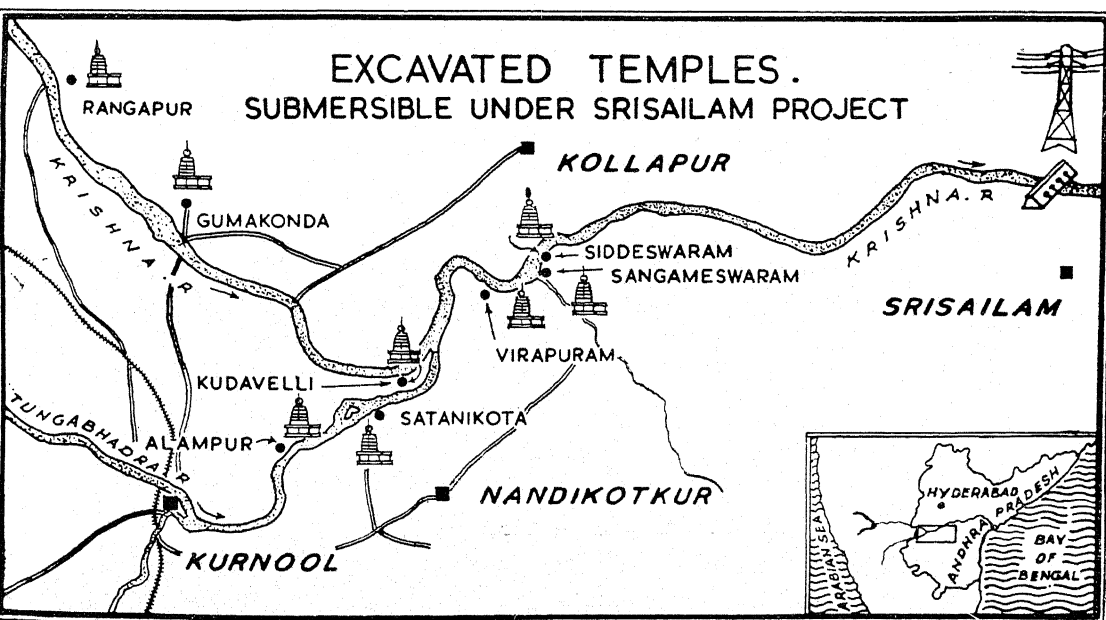 EXCAVATED TEMPLES.
SUBMERSIBLE UNDER SRISAILAM PROJECT
RANGAPUR
KOLLAPUR
KRISHNA. R
GUMAKONDA
KRISHNA. R
SIDDESWARAM
SANGAMESWARAM
SRISAILAM
VIRAPURAM
KUDAVELLI
TUNGABHADRA. R
ALAMPUR
SATANIKOTA
NANDIKOTKUR
KURNOOL
HYDERABAD
ANDHRA PRADESH
ARABIAN SEA
BAY
OF
BENGAL